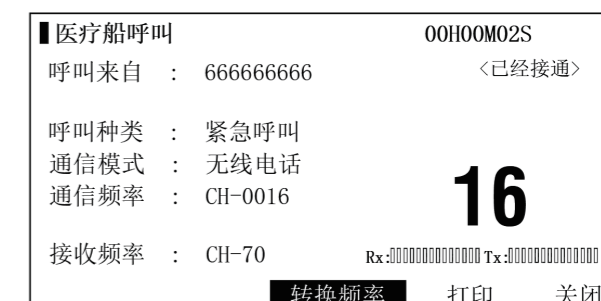 医疗船呼叫 00H00M02S
呼叫来自 : 666666666 〈已经接通〉
呼叫种类 : 紧急呼叫
通信模式 : 无线电话
通信频率 : CH-0016 16
接收频率 : CH-70 Rx: Tx:
转换频率 打印 关闭